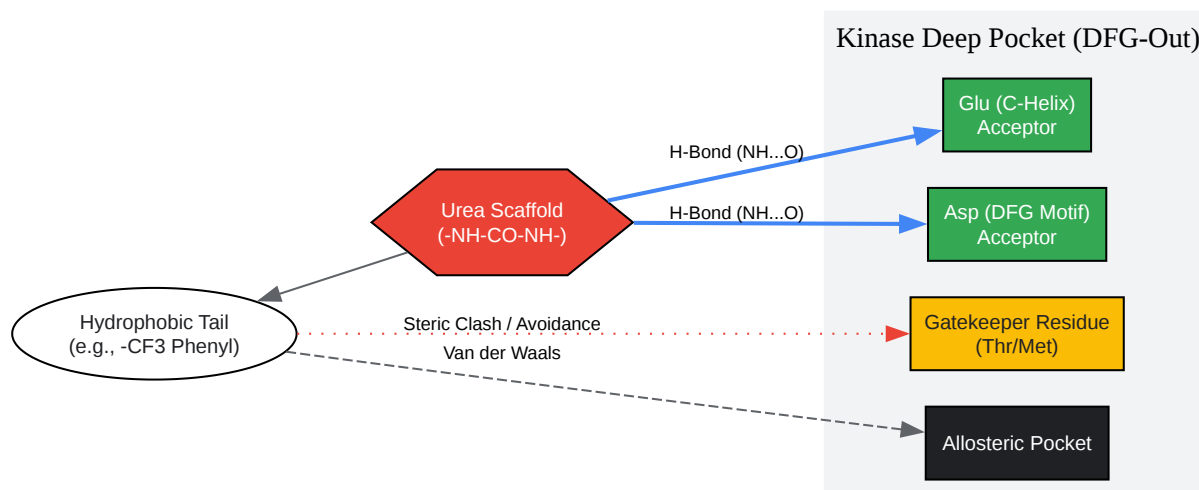 Kinase Deep Pocket (DFG-Out)
Glu (C-Helix)
Acceptor
H-Bond (NH...O)
Urea Scaffold
(-NH-CO-NH-)
H-Bond (NH...O)
Asp (DFG Motif)
Acceptor
Hydrophobic Tail
(e.g., -CF3 Phenyl)
Steric Clash / Avoidance
Van der Waals
Gatekeeper Residue
(Thr/Met)
Allosteric Pocket